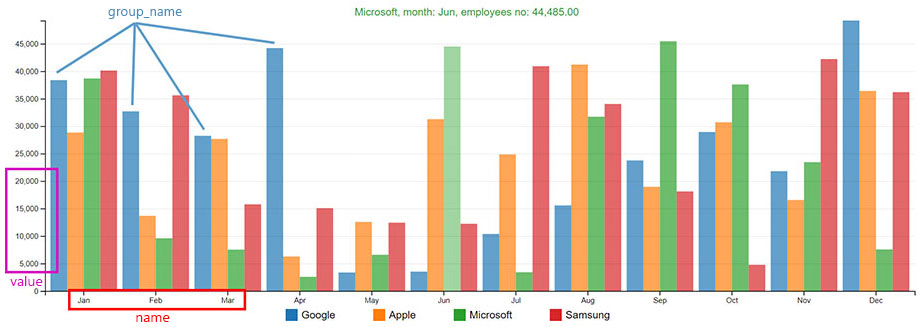 group_name
Microsoft, month: Jun, employees no: 44,485.00
45,000
40,000
35,000
30,000
25,000
20,000
15,000
10,000
5,000
0
value
Jan Feb Mar Apr May Jun Jul Aug Sep Oct Nov Dec
name
Google Apple Microsoft Samsung